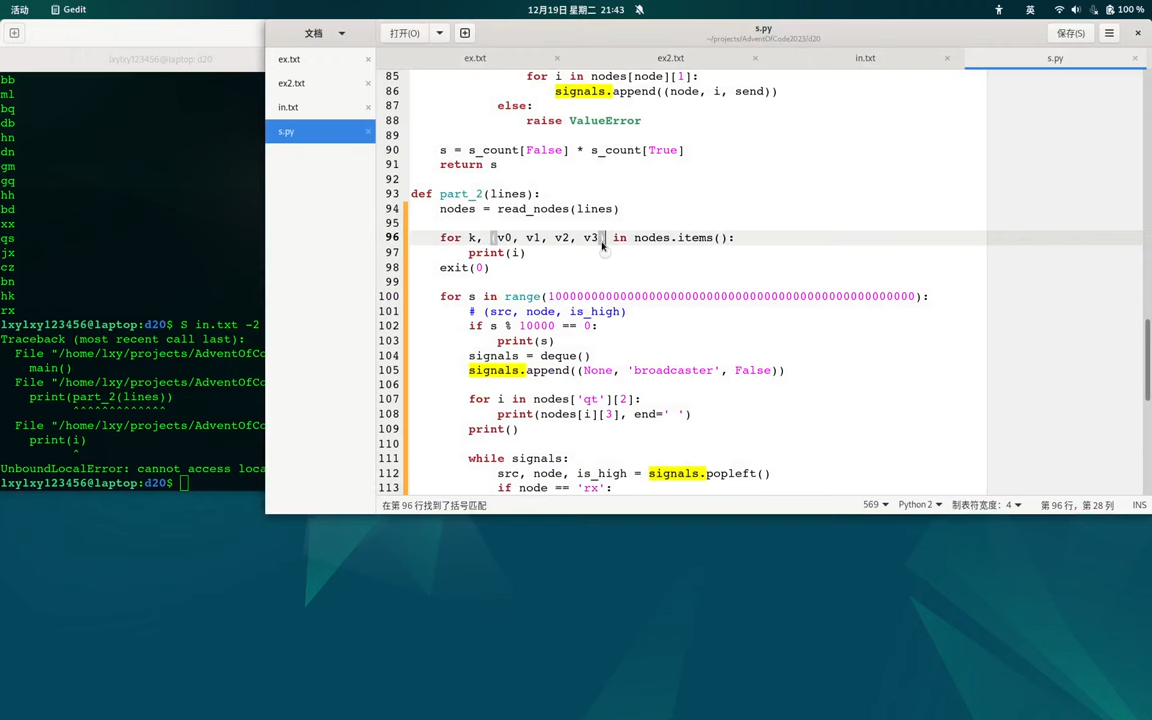 活动 Gedit 12月19日 星期二 21:43 英 100 %
文档 打开(O) s.py 保存(S)
~/projects/AdventOfCode2023/d20
lxylxy123456@laptop: d20
ex.txt ex2.txt in.txt s.py
ex.txt
ex2.txt
in.txt
s.py
bb
ml
bq
db
hn
dn
gm
gq
hh
bd
xx
qs
jx
cz
bn
hk
rx
lxylxy123456@laptop:d20$ S in.txt -2
Traceback (most recent call last):
File "/home/lxy/projects/AdventOfCo
main()
File "/home/lxy/projects/AdventOfCo
print(part_2(lines))
^^^^^^^^^^^^^
File "/home/lxy/projects/AdventOfCo
print(i)
^
UnboundLocalError: cannot access loca
lxylxy123456@laptop:d20$
85 for i in nodes[node][1]:
86 signals.append((node, i, send))
87 else:
88 raise ValueError
89
90 s = s_count[False] * s_count[True]
91 return s
92
93 def part_2(lines):
94 nodes = read_nodes(lines)
95
96 for k, (v0, v1, v2, v3) in nodes.items():
97 print(i)
98 exit(0)
99
100 for s in range(10000000000000000000000000000000000000000000000000):
101 # (src, node, is_high)
102 if s % 10000 == 0:
103 print(s)
104 signals = deque()
105 signals.append((None, 'broadcaster', False))
106
107 for i in nodes['qt'][2]:
108 print(nodes[i][3], end=' ')
109 print()
110
111 while signals:
112 src, node, is_high = signals.popleft()
113 if node == 'rx':
在第 96 行找到了括号匹配 569 Python 2 制表符宽度：4 第 96 行，第 28 列 INS